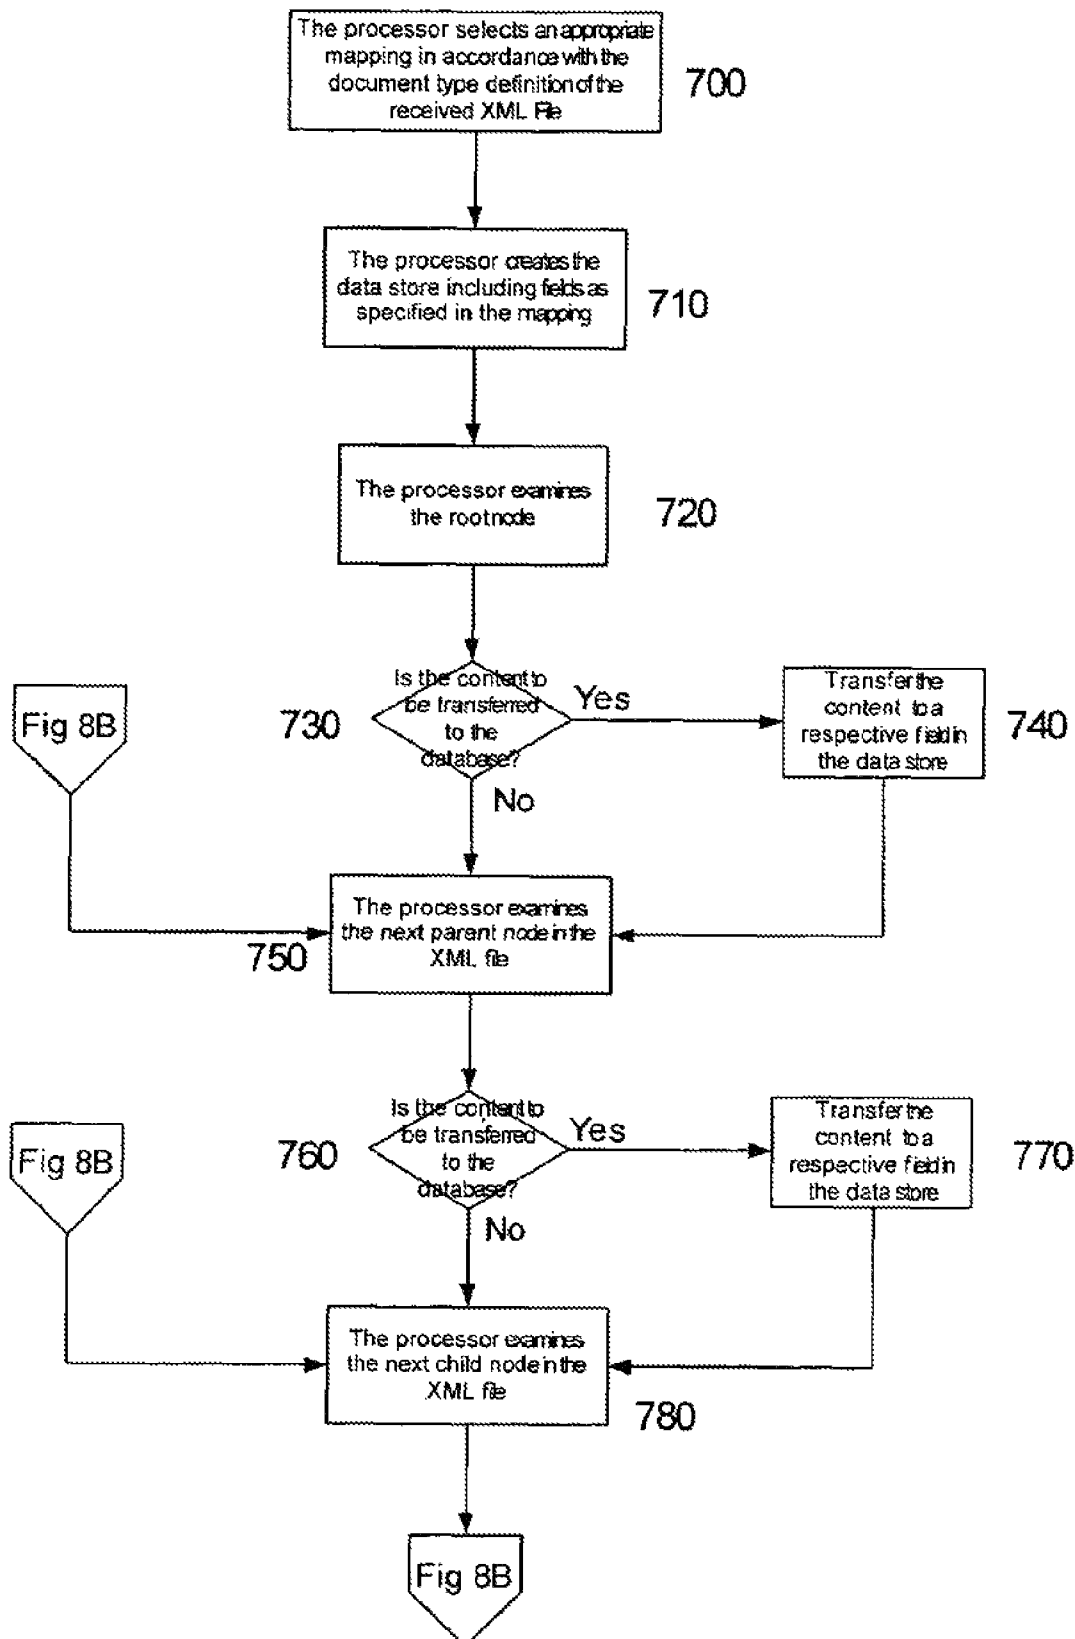 The processor selects an appropriate
mapping in accordance with the
document type definition of the
received XML File
700
The processor creates the
data store including fields as
specified in the mapping
710
The processor examines
the root node
720
Is the content to
be transferred
to the
database?
730
Yes
No
Transfer the
content to a
respective field in
the data store
740
Fig 8B
The processor examines
the next parent node in the
XML file
750
Is the content to
be transferred
to the
database?
760
Yes
No
Transfer the
content to a
respective field in
the data store
770
Fig 8B
The processor examines
the next child node in the
XML file
780
Fig 8B